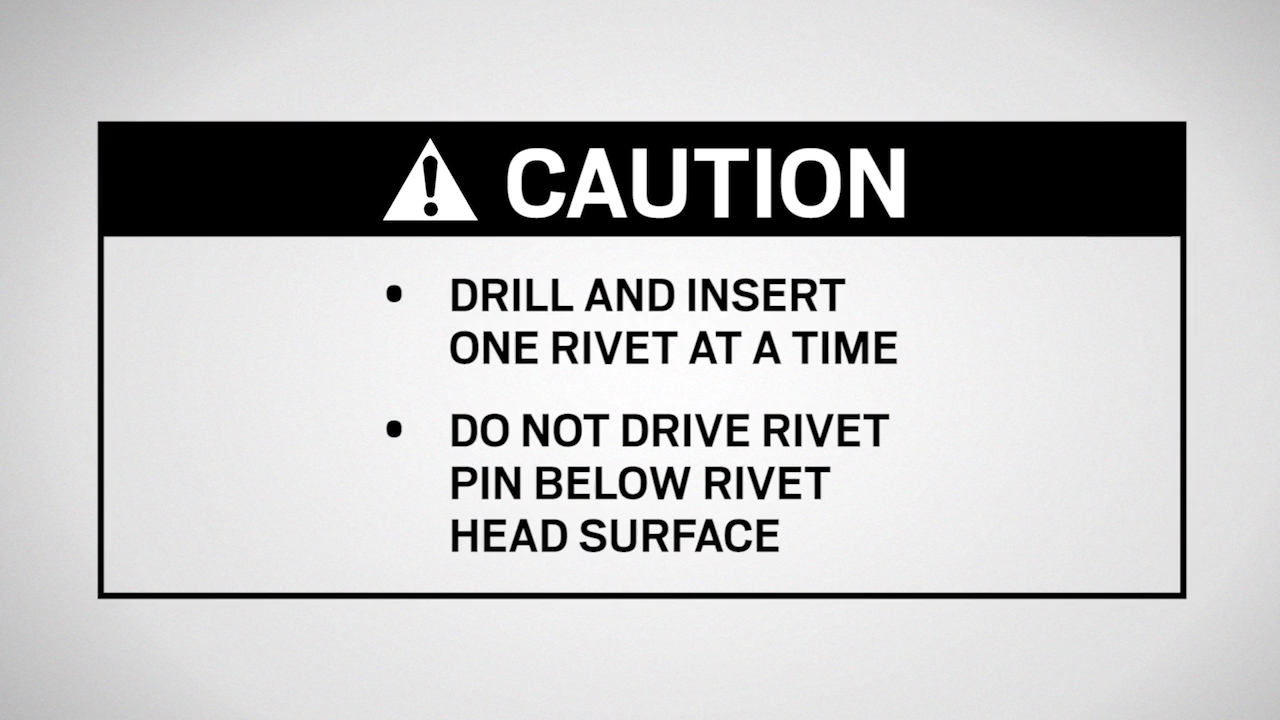 CAUTION
• DRILL AND INSERT
ONE RIVET AT A TIME
• DO NOT DRIVE RIVET
PIN BELOW RIVET
HEAD SURFACE